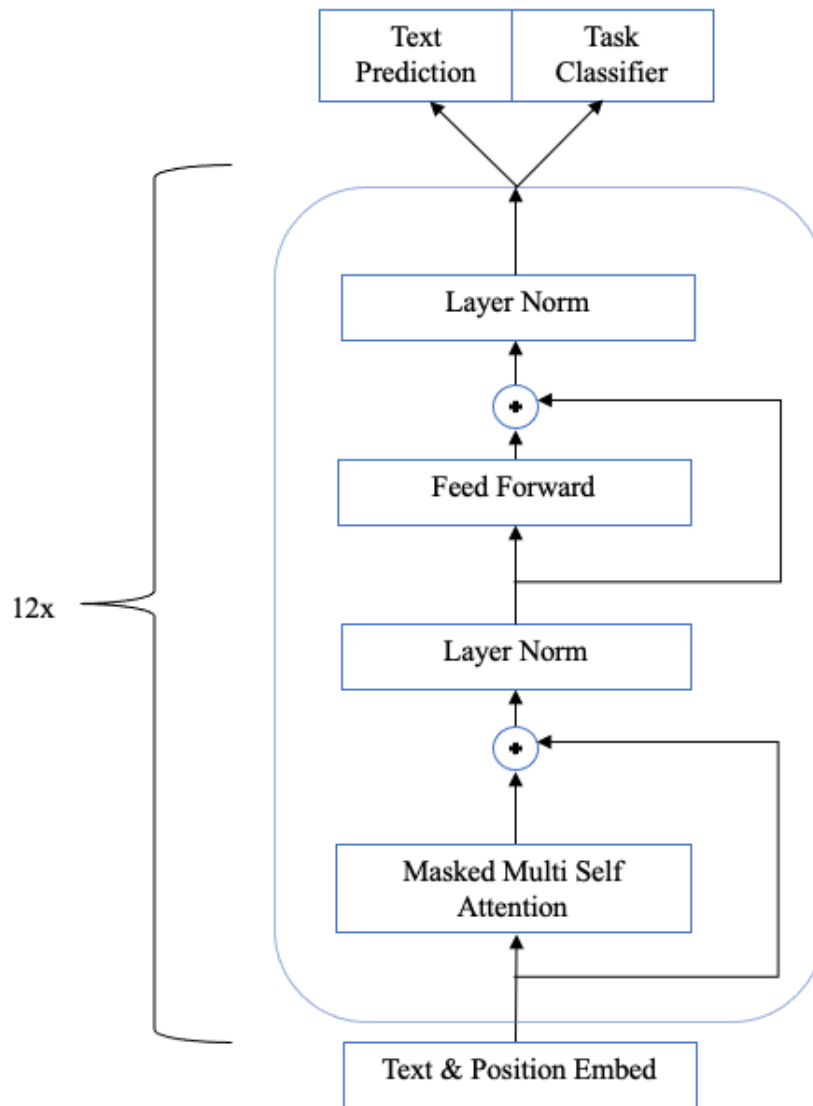 Text
Prediction
Task
Classifier
Layer Norm
Feed Forward
12x
Layer Norm
Masked Multi Self
Attention
Text & Position Embed